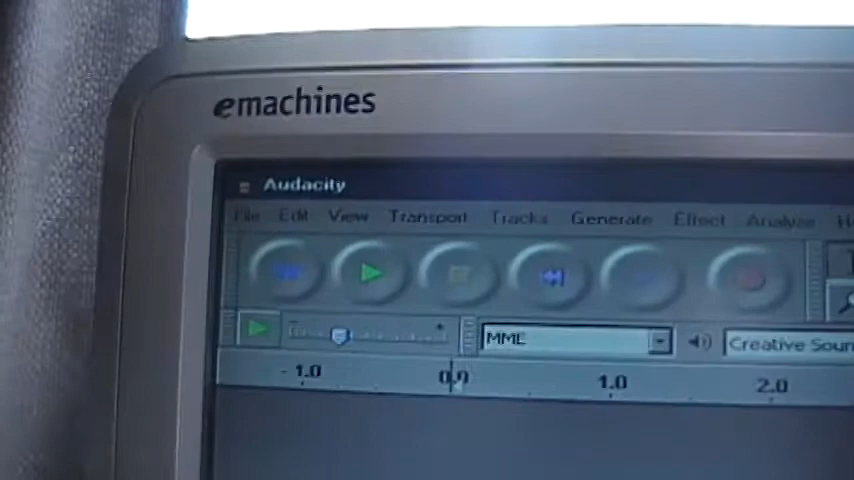 emachines
Audacity
File Edit View Transport Tracks Generate Effect Analyze
MME Creative Soun
- 1.0 0.0 1.0 2.0